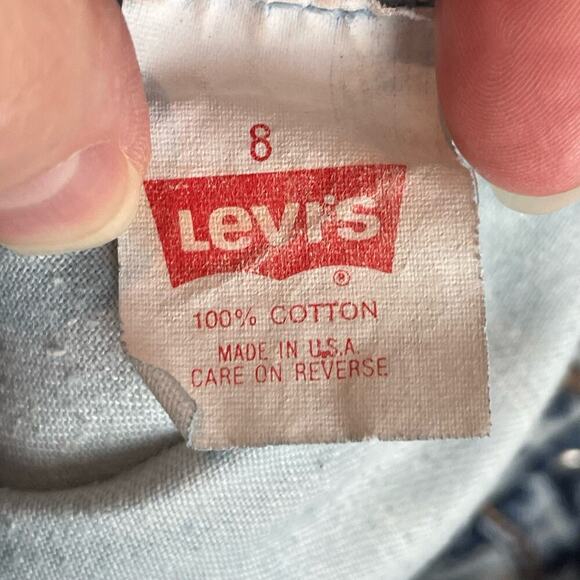 8
Levi's
®
100% COTTON
MADE IN U.S.A.
CARE ON REVERSE